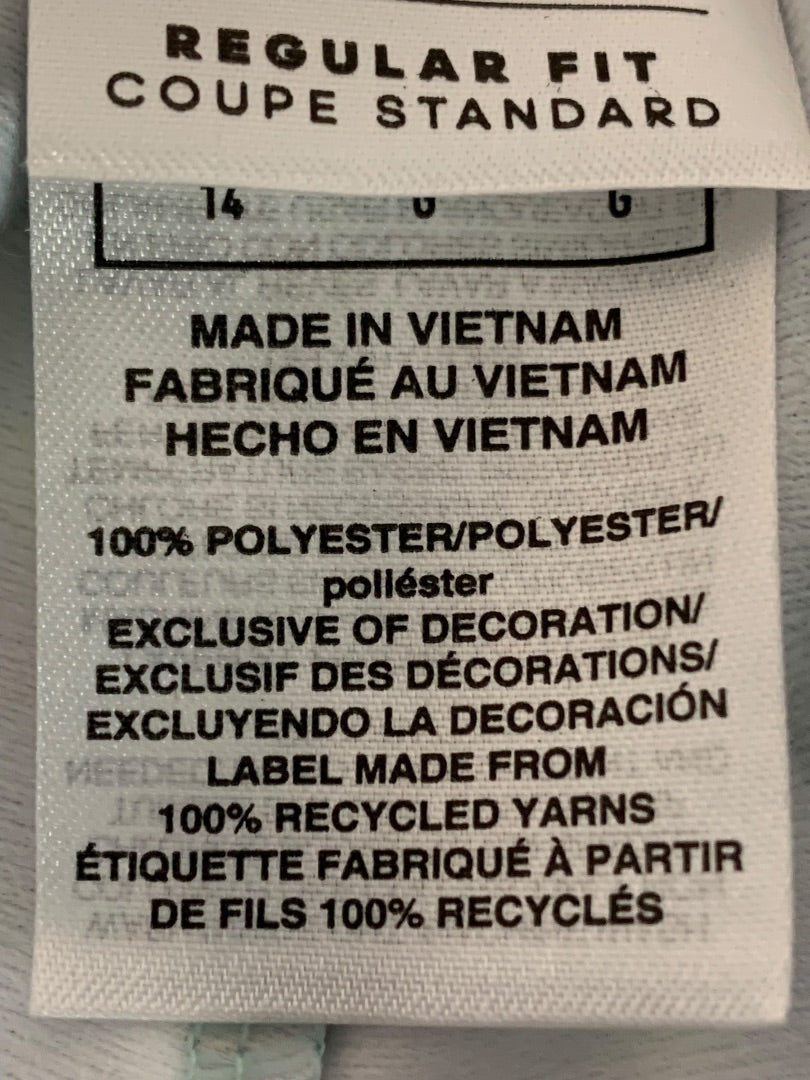 REGULAR FIT
COUPE STANDARD
14 G G
MADE IN VIETNAM
FABRIQUÉ AU VIETNAM
HECHO EN VIETNAM
100% POLYESTER/POLYESTER/
poliéster
EXCLUSIVE OF DECORATION/
EXCLUSIF DES DÉCORATIONS/
EXCLUYENDO LA DECORACIÓN
LABEL MADE FROM
100% RECYCLED YARNS
ÉTIQUETTE FABRIQUÉ À PARTIR
DE FILS 100% RECYCLÉS